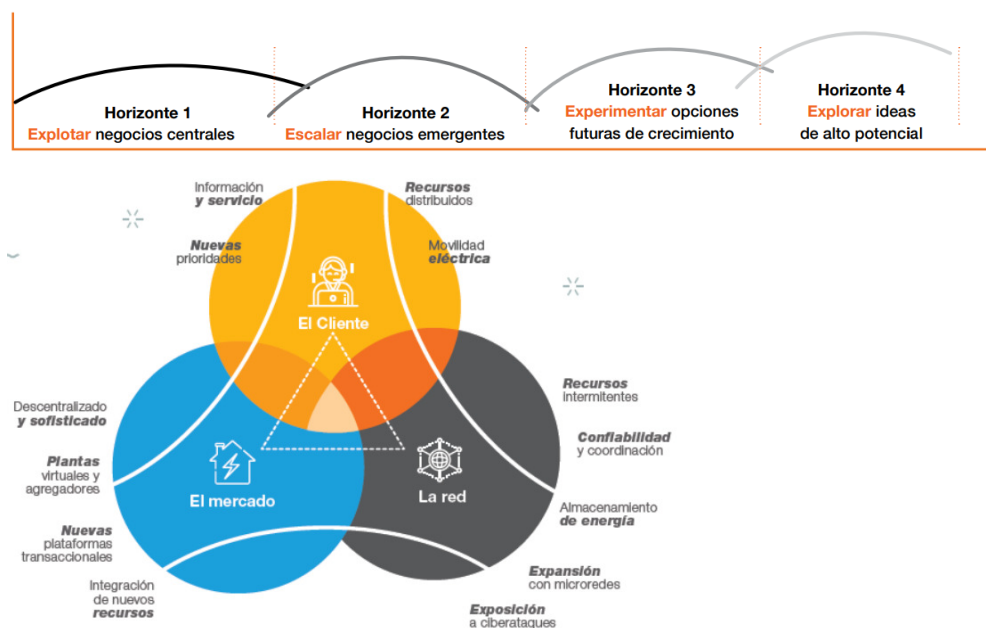 Horizonte 1
Explotar negocios centrales
Horizonte 2
Escalar negocios emergentes
Horizonte 3
Experimentar opciones
futuras de crecimiento
Horizonte 4
Explorar ideas
de alto potencial
Información
y servicio
Nuevas
prioridades
Recursos
distribuidos
Movilidad
eléctrica
El Cliente
Descentralizado
y sofisticado
Plantas
virtuales y
agregadores
Nuevas
plataformas
transaccionales
Integración
de nuevos
recursos
El mercado
La red
Recursos
intermitentes
Confiabilidad
y coordinación
Almacenamiento
de energía
Expansión
con microredes
Exposición
a ciberataques